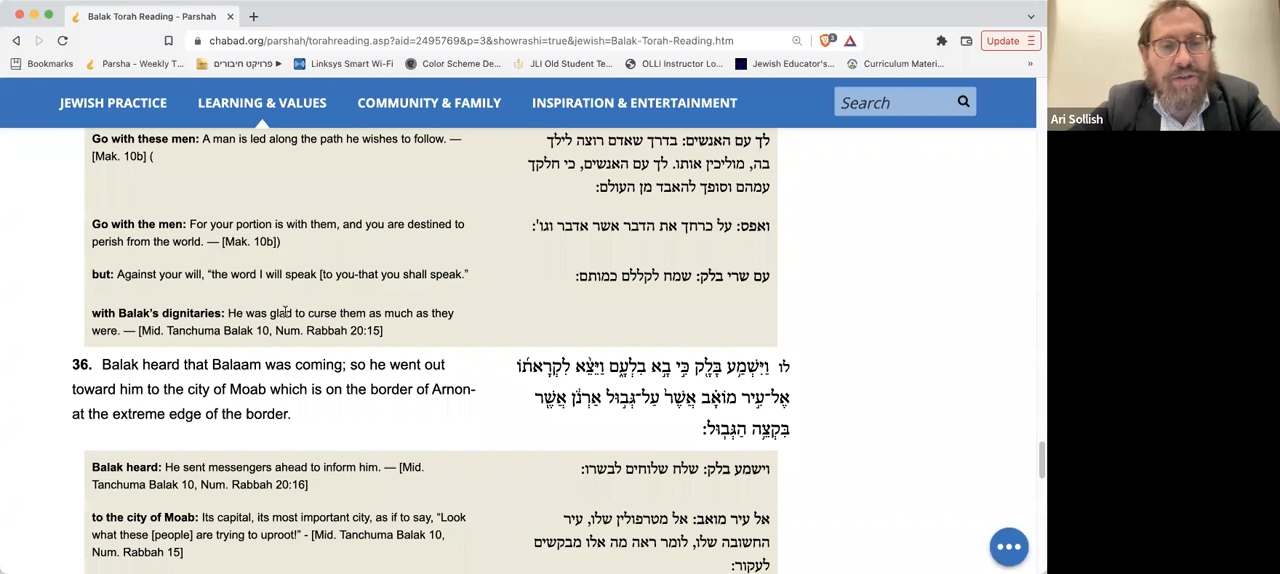 Balak Torah Reading - Parshah
chabad.org/parshah/torahreading.asp?aid=2495769&p=3&showrashi=true&jewish=Balak-Torah-Reading.htm
Update
Bookmarks Parsha - Weekly T... פרויקט חיבורים Linksys Smart Wi-Fi Color Scheme De... JLI Old Student Te... OLLI Instructor Lo... Jewish Educator's... Curriculum Materi... »
JEWISH PRACTICE LEARNING & VALUES COMMUNITY & FAMILY INSPIRATION & ENTERTAINMENT Search
Ari Sollish
Go with these men: A man is led along the path he wishes to follow. —
[Mak. 10b] (
לך עם האנשים: בדרך שאדם רוצה לילך
בה, מוליכין אותו. לך עם האנשים, כי חלקך
עמהם וסופך להאבד מן העולם:
Go with the men: For your portion is with them, and you are destined to
perish from the world. — [Mak. 10b])
ואפס: על כרחך את הדבר אשר אדבר וגו':
but: Against your will, “the word I will speak [to you-that you shall speak.”
עם שרי בלק: שמח לקללם כמותם:
with Balak’s dignitaries: He was glad to curse them as much as they
were. — [Mid. Tanchuma Balak 10, Num. Rabbah 20:15]
36. Balak heard that Balaam was coming; so he went out
toward him to the city of Moab which is on the border of Arnon-
at the extreme edge of the border.
לו וַיִּשְׁמַ֥ע בָּלָ֖ק כִּ֣י בָ֣א בִלְעָ֑ם וַיֵּצֵ֨א לִקְרָאת֜וֹ
אֶל־עִ֣יר מוֹאָ֗ב אֲשֶׁר֙ עַל־גְּב֣וּל אַרְנֹ֔ן אֲשֶׁ֖ר
בִּקְצֵ֥ה הַגְּבֽוּל:
Balak heard: He sent messengers ahead to inform him. — [Mid.
Tanchuma Balak 10, Num. Rabbah 20:16]
וישמע בלק: שלח שלוחים לבשרו:
to the city of Moab: Its capital, its most important city, as if to say, “Look
what these [people] are trying to uproot!” - [Mid. Tanchuma Balak 10,
Num. Rabbah 15]
אל עיר מואב: אל מטרפולין שלו, עיר
החשובה שלו, לומר ראה מה אלו מבקשים
לעקור: